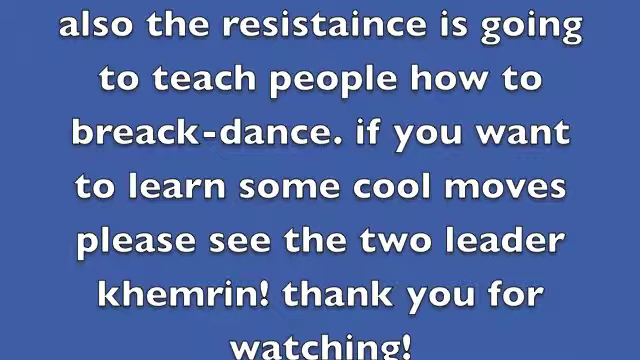 also the resistaince is going
to teach people how to
breack-dance. if you want
to learn some cool moves
please see the two leader
khemrin! thank you for
watching!